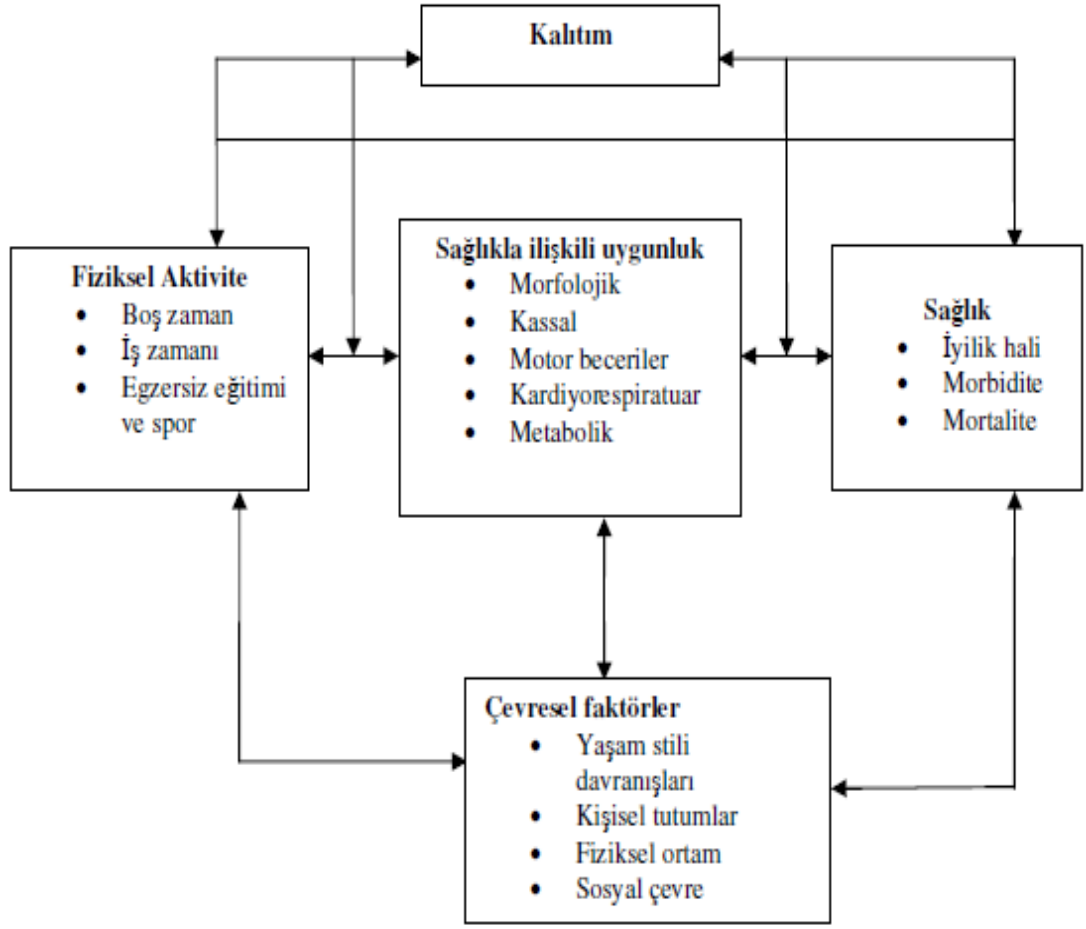 Kalıtım
Fiziksel Aktivite
• Boş zaman
• İş zamanı
• Egzersiz eğitimi
ve spor
Sağlıkla ilişkili uygunluk
• Morfolojik
• Kassal
• Motor beceriler
• Kardiyorespiratuar
• Metabolik
Sağlık
• İyilik hali
• Morbidite
• Mortalite
Çevresel faktörler
• Yaşam stili
davranışları
• Kişisel tutumlar
• Fiziksel ortam
• Sosyal çevre